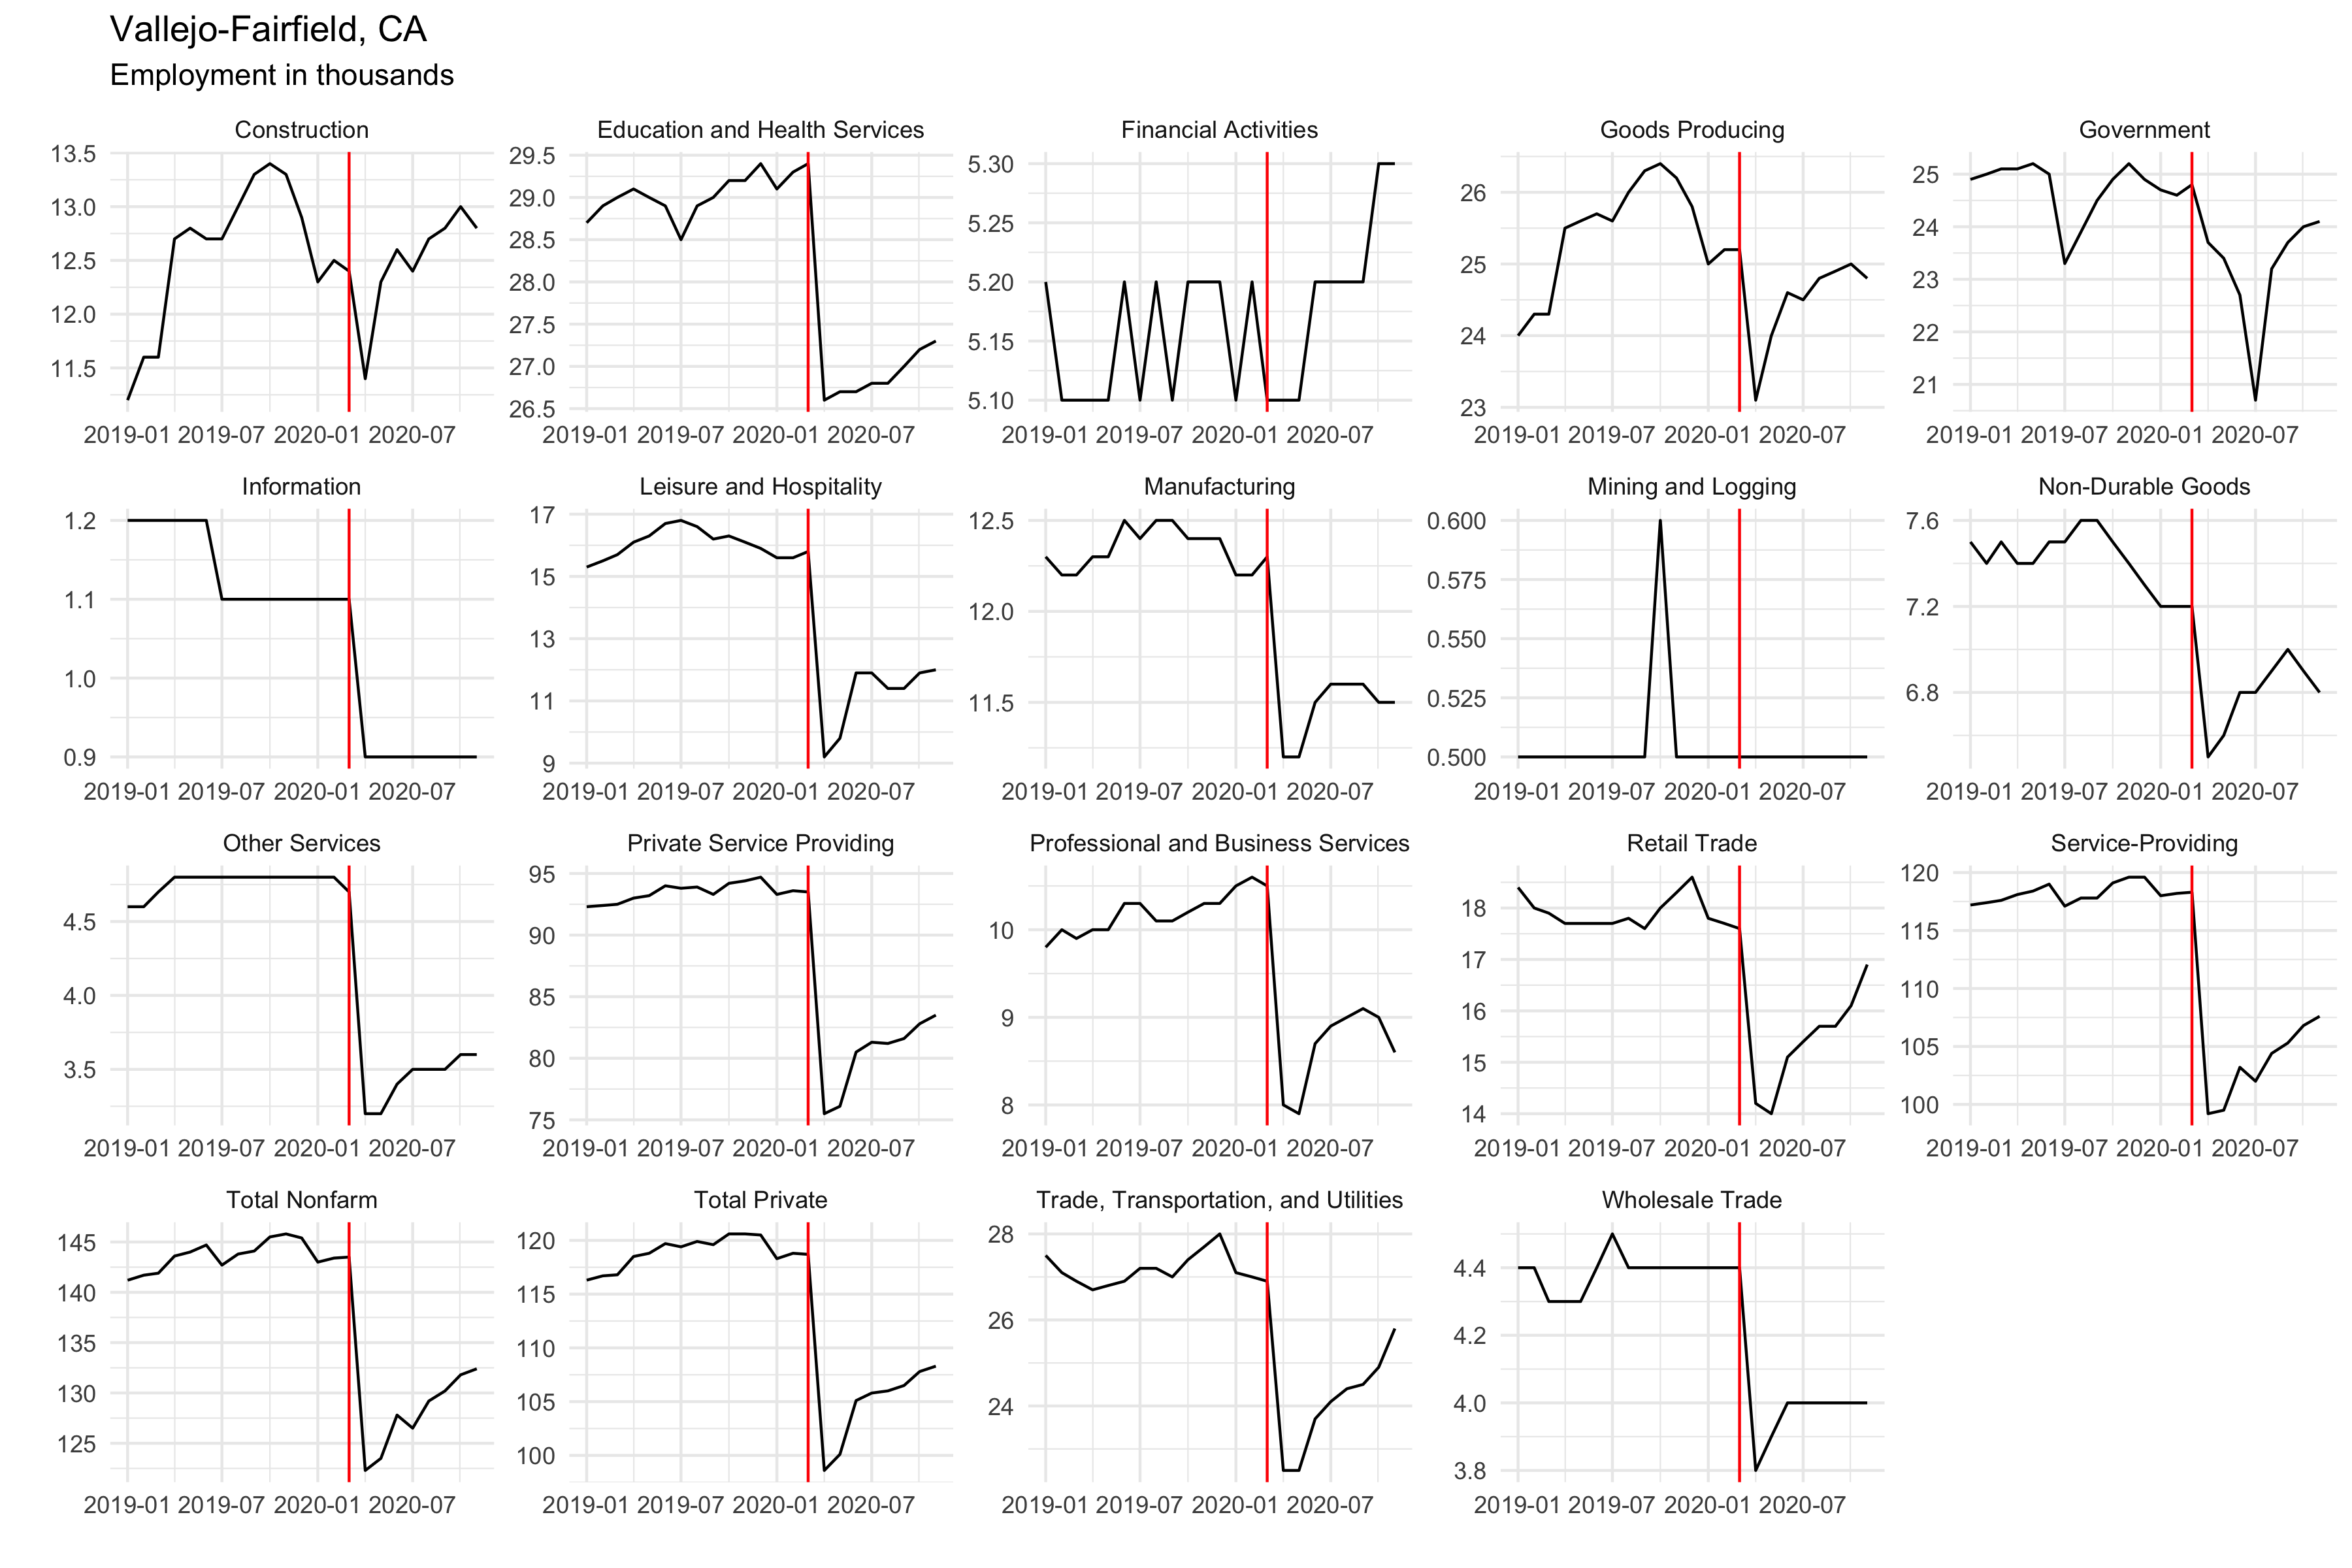 Vallejo-Fairfield, CA
Employment in thousands
Construction
13.5
13.0
12.5
12.0
11.5
2019-01 2019-07 2020-01 2020-07
Education and Health Services
29.5
29.0
28.5
28.0
27.5
27.0
26.5
2019-01 2019-07 2020-01 2020-07
Financial Activities
5.30
5.25
5.20
5.15
5.10
2019-01 2019-07 2020-01 2020-07
Goods Producing
26
25
24
23
2019-01 2019-07 2020-01 2020-07
Government
25
24
23
22
21
2019-01 2019-07 2020-01 2020-07
Information
1.2
1.1
1.0
0.9
2019-01 2019-07 2020-01 2020-07
Leisure and Hospitality
17
15
13
11
9
2019-01 2019-07 2020-01 2020-07
Manufacturing
12.5
12.0
11.5
2019-01 2019-07 2020-01 2020-07
Mining and Logging
0.600
0.575
0.550
0.525
0.500
2019-01 2019-07 2020-01 2020-07
Non-Durable Goods
7.6
7.2
6.8
2019-01 2019-07 2020-01 2020-07
Other Services
4.5
4.0
3.5
2019-01 2019-07 2020-01 2020-07
Private Service Providing
95
90
85
80
75
2019-01 2019-07 2020-01 2020-07
Professional and Business Services
10
9
8
2019-01 2019-07 2020-01 2020-07
Retail Trade
18
17
16
15
14
2019-01 2019-07 2020-01 2020-07
Service-Providing
120
115
110
105
100
2019-01 2019-07 2020-01 2020-07
Total Nonfarm
145
140
135
130
125
2019-01 2019-07 2020-01 2020-07
Total Private
120
115
110
105
100
2019-01 2019-07 2020-01 2020-07
Trade, Transportation, and Utilities
28
26
24
2019-01 2019-07 2020-01 2020-07
Wholesale Trade
4.4
4.2
4.0
3.8
2019-01 2019-07 2020-01 2020-07